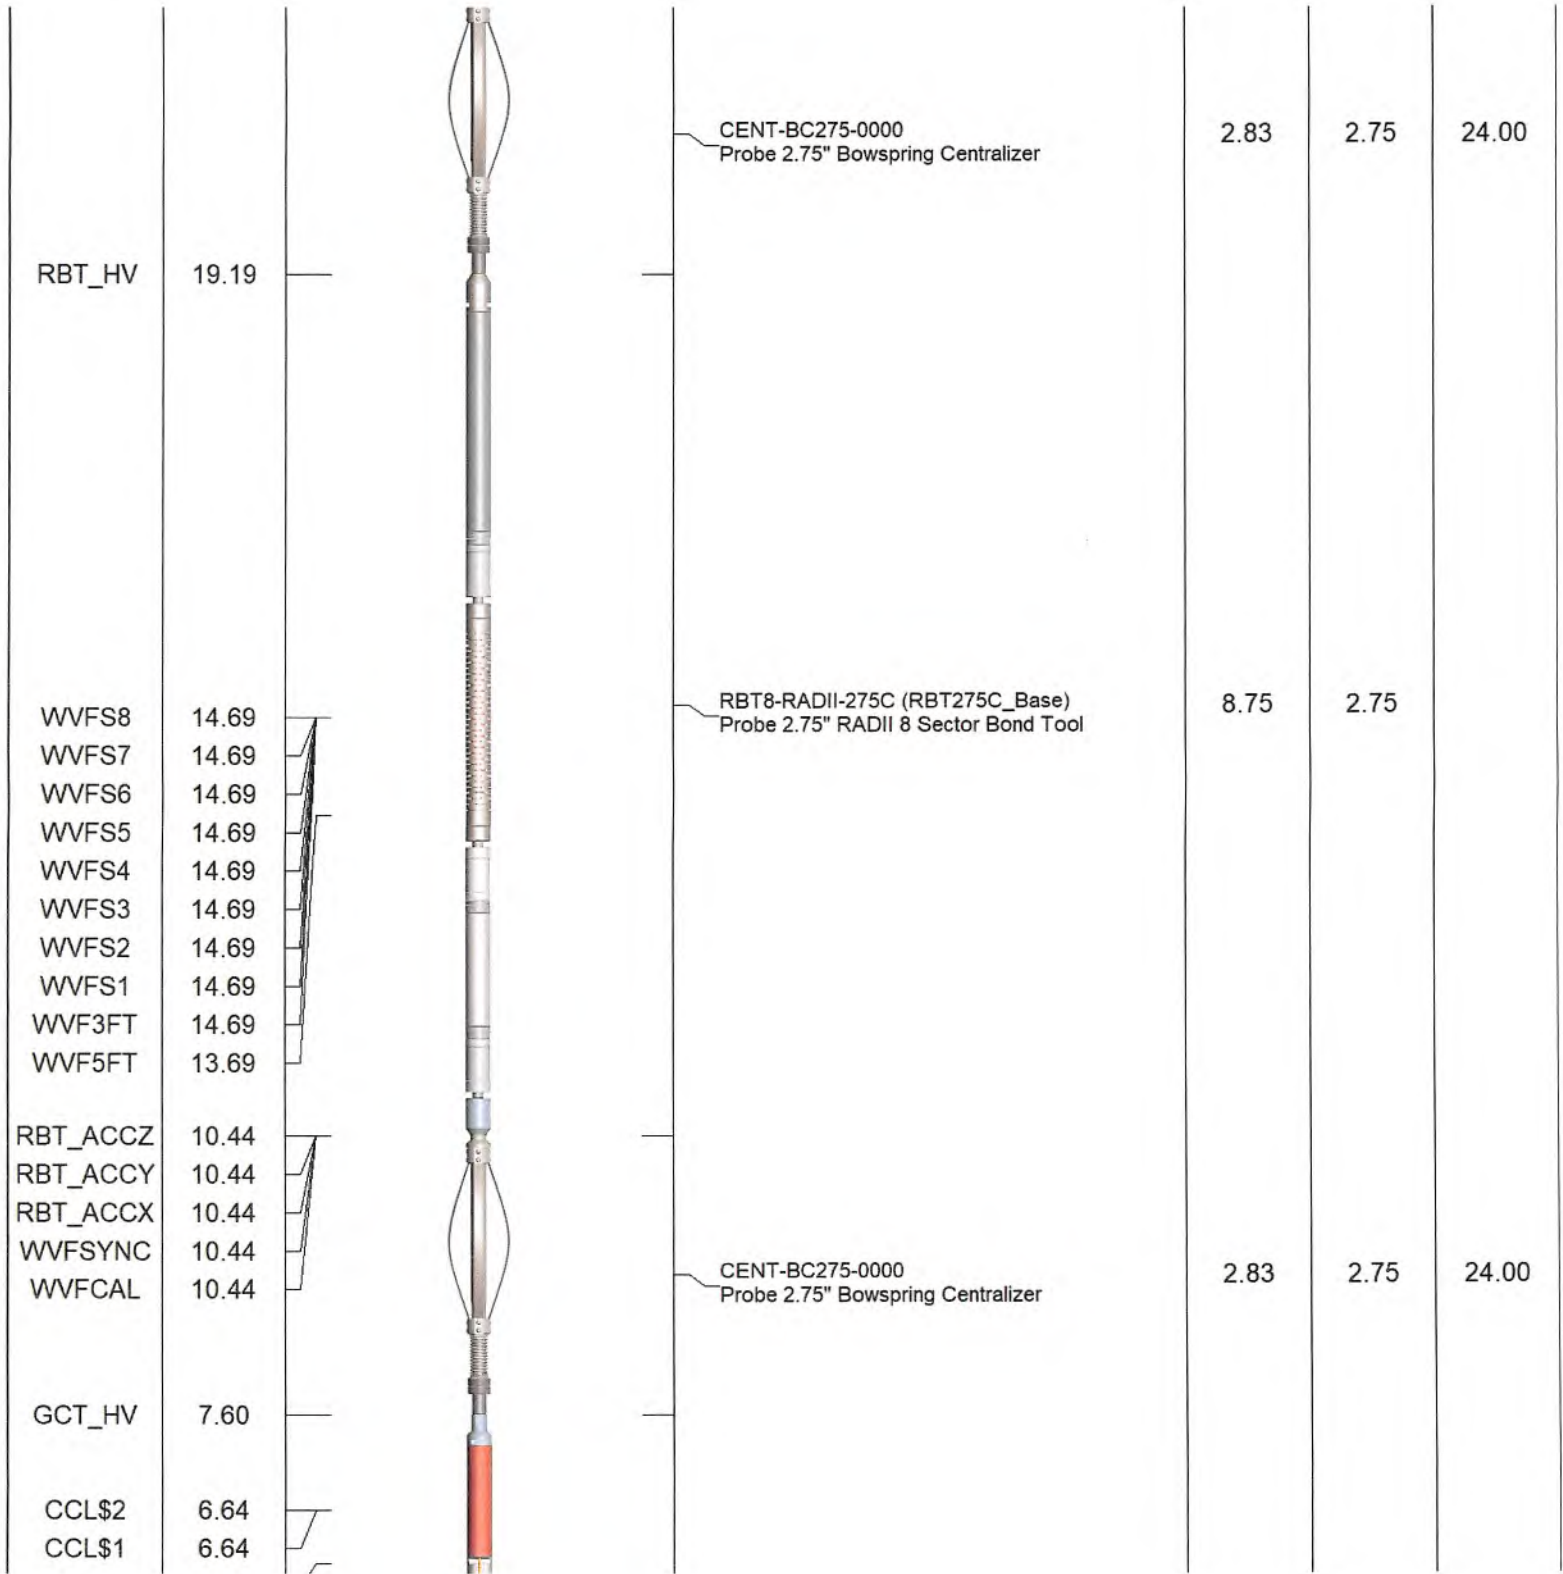 CENT-BC275-0000 2.83 2.75 24.00
Probe 2.75" Bowspring Centralizer
RBT_HV 19.19
RBT8-RADII-275C (RBT275C_Base) 8.75 2.75
Probe 2.75" RADII 8 Sector Bond Tool
WVFS8 14.69
WVFS7 14.69
WVFS6 14.69
WVFS5 14.69
WVFS4 14.69
WVFS3 14.69
WVFS2 14.69
WVFS1 14.69
WVF3FT 14.69
WVF5FT 13.69
RBT_ACCZ 10.44
RBT_ACCY 10.44
RBT_ACCX 10.44
WVFSYNC 10.44
WVFCAL 10.44
CENT-BC275-0000 2.83 2.75 24.00
Probe 2.75" Bowspring Centralizer
GCT_HV 7.60
CCL$2 6.64
CCL$1 6.64